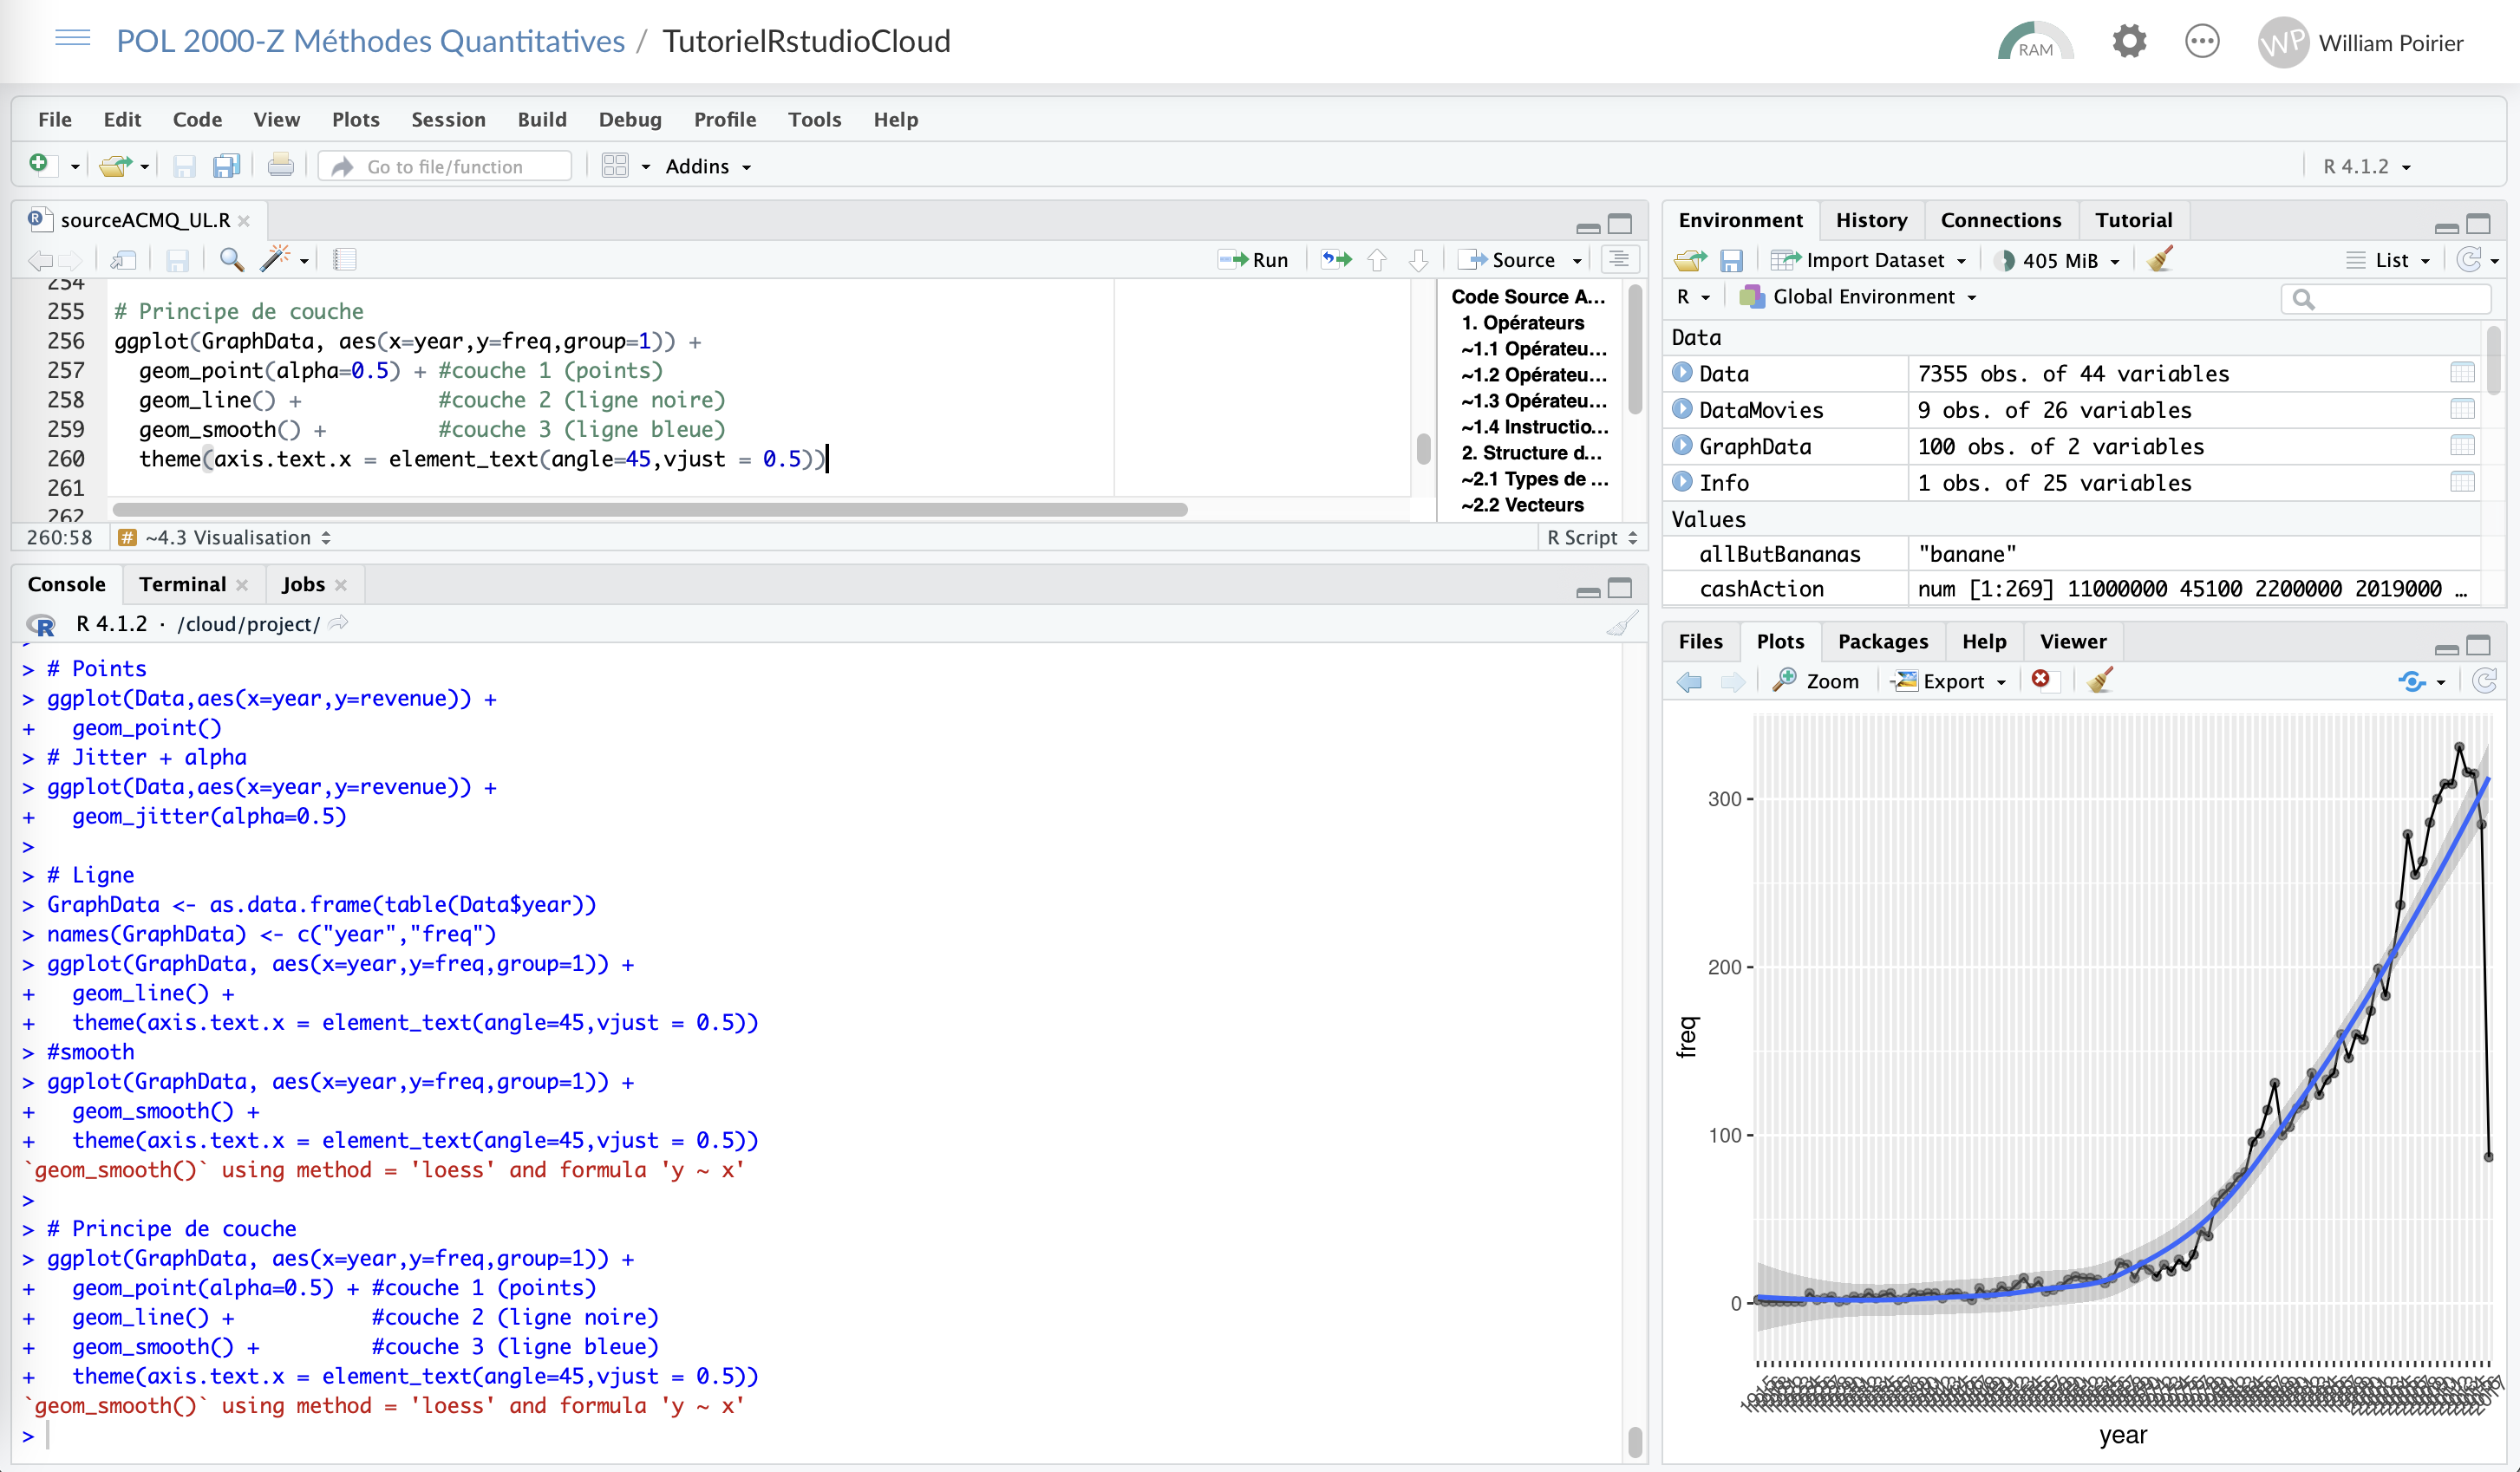 POL 2000-Z Méthodes Quantitatives / TutorielRstudioCloud
RAM
WP
William Poirier
File Edit Code View Plots Session Build Debug Profile Tools Help
Go to file/function
Addins
R 4.1.2
sourceACMQ_UL.R
Run
Source
254
255 # Principe de couche
256 ggplot(GraphData, aes(x=year,y=freq,group=1)) +
257 geom_point(alpha=0.5) + #couche 1 (points)
258 geom_line() + #couche 2 (ligne noire)
259 geom_smooth() + #couche 3 (ligne bleue)
260 theme(axis.text.x = element_text(angle=45,vjust = 0.5))
261
262
Code Source A...
1. Opérateurs
~1.1 Opérateu...
~1.2 Opérateu...
~1.3 Opérateu...
~1.4 Instructio...
2. Structure d...
~2.1 Types de ...
~2.2 Vecteurs
260:58 # ~4.3 Visualisation
R Script
Console Terminal Jobs
R 4.1.2 · /cloud/project/
>
> # Points
> ggplot(Data,aes(x=year,y=revenue)) +
+ geom_point()
> # Jitter + alpha
> ggplot(Data,aes(x=year,y=revenue)) +
+ geom_jitter(alpha=0.5)
>
> # Ligne
> GraphData <- as.data.frame(table(Data$year))
> names(GraphData) <- c("year","freq")
> ggplot(GraphData, aes(x=year,y=freq,group=1)) +
+ geom_line() +
+ theme(axis.text.x = element_text(angle=45,vjust = 0.5))
> #smooth
> ggplot(GraphData, aes(x=year,y=freq,group=1)) +
+ geom_smooth() +
+ theme(axis.text.x = element_text(angle=45,vjust = 0.5))
`geom_smooth()` using method = 'loess' and formula 'y ~ x'
>
> # Principe de couche
> ggplot(GraphData, aes(x=year,y=freq,group=1)) +
+ geom_point(alpha=0.5) + #couche 1 (points)
+ geom_line() + #couche 2 (ligne noire)
+ geom_smooth() + #couche 3 (ligne bleue)
+ theme(axis.text.x = element_text(angle=45,vjust = 0.5))
`geom_smooth()` using method = 'loess' and formula 'y ~ x'
>
Environment History Connections Tutorial
Import Dataset
405 MiB
List
R
Global Environment
Data
Data 7355 obs. of 44 variables
DataMovies 9 obs. of 26 variables
GraphData 100 obs. of 2 variables
Info 1 obs. of 25 variables
Values
allButBananas "banane"
cashAction num [1:269] 11000000 45100 2200000 2019000 …
Files Plots Packages Help Viewer
Zoom
Export
300
200
100
0
freq
year